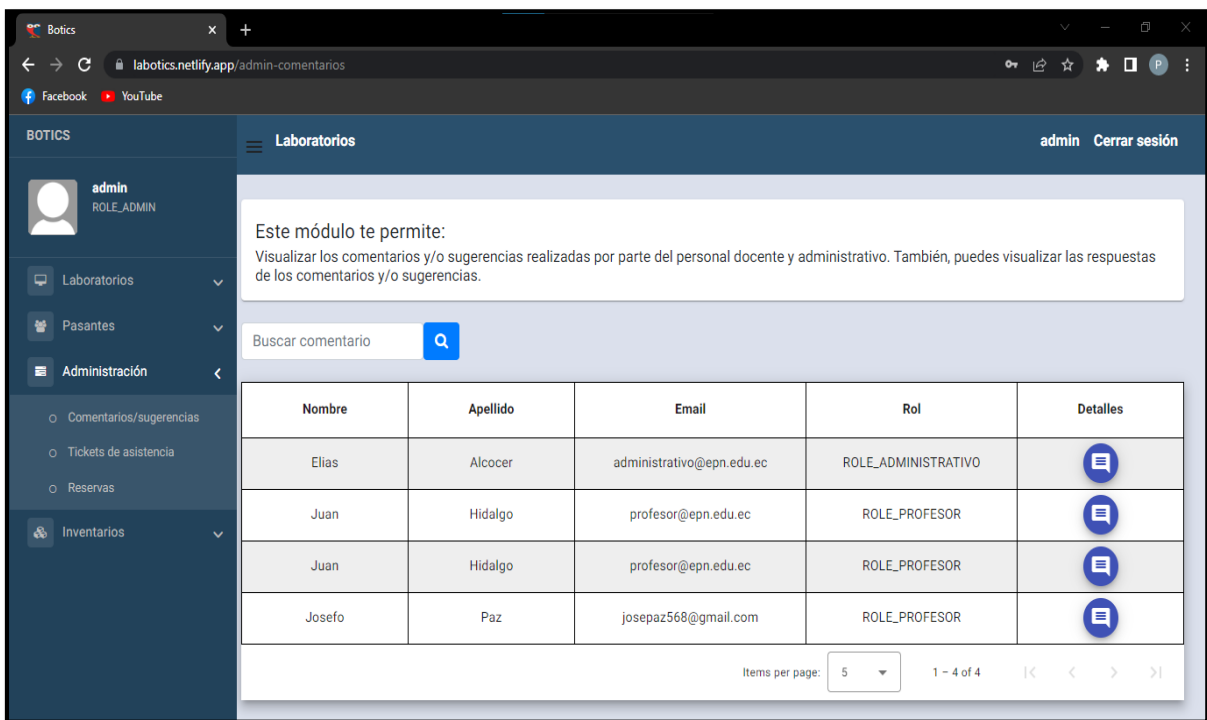 Botics
labotics.netlify.app/admin-comentarios
P
Facebook YouTube
BOTICS
Laboratorios
admin Cerrar sesión
admin
ROLE_ADMIN
Laboratorios
Pasantes
Administración
Comentarios/sugerencias
Tickets de asistencia
Reservas
Inventarios
Este módulo te permite:
Visualizar los comentarios y/o sugerencias realizadas por parte del personal docente y administrativo. También, puedes visualizar las respuestas
de los comentarios y/o sugerencias.
Buscar comentario
Nombre Apellido Email Rol Detalles
Elias Alcocer administrativo@epn.edu.ec ROLE_ADMINISTRATIVO
Juan Hidalgo profesor@epn.edu.ec ROLE_PROFESOR
Juan Hidalgo profesor@epn.edu.ec ROLE_PROFESOR
Josefo Paz josepaz568@gmail.com ROLE_PROFESOR
Items per page: 5 1 – 4 of 4